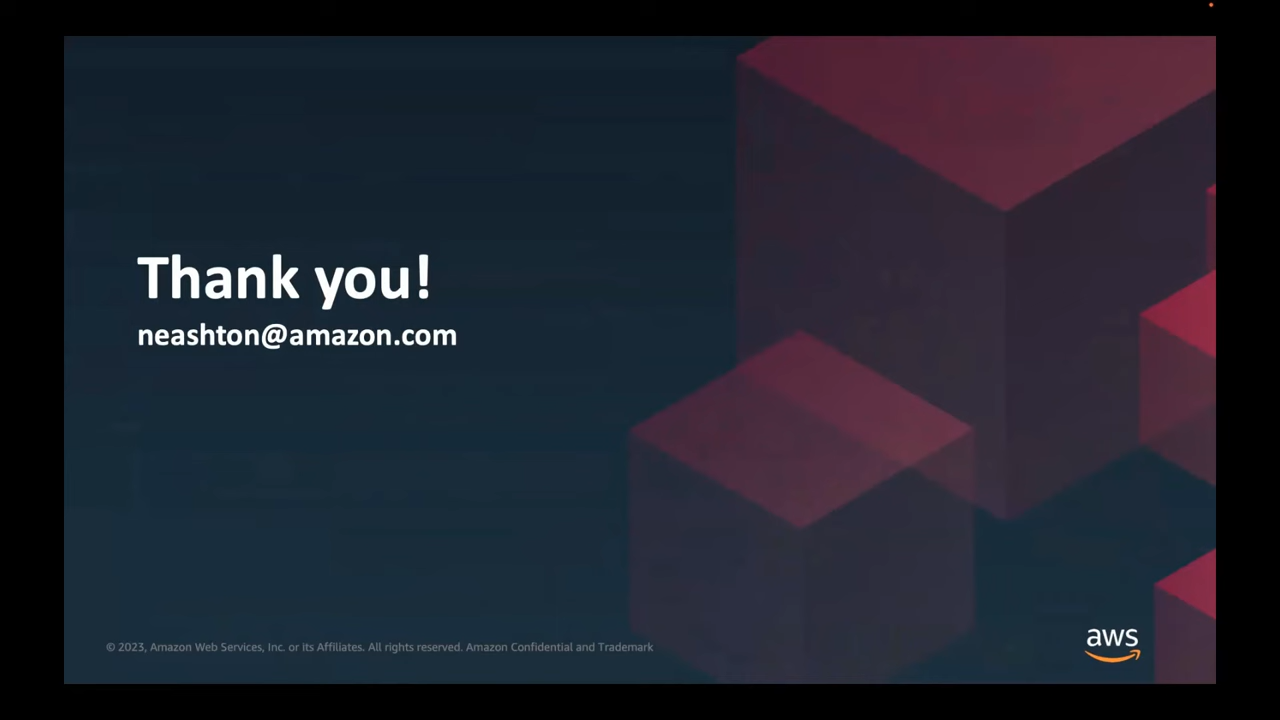 Thank you!
neashton@amazon.com
© 2023, Amazon Web Services, Inc. or its Affiliates. All rights reserved. Amazon Confidential and Trademark
aws